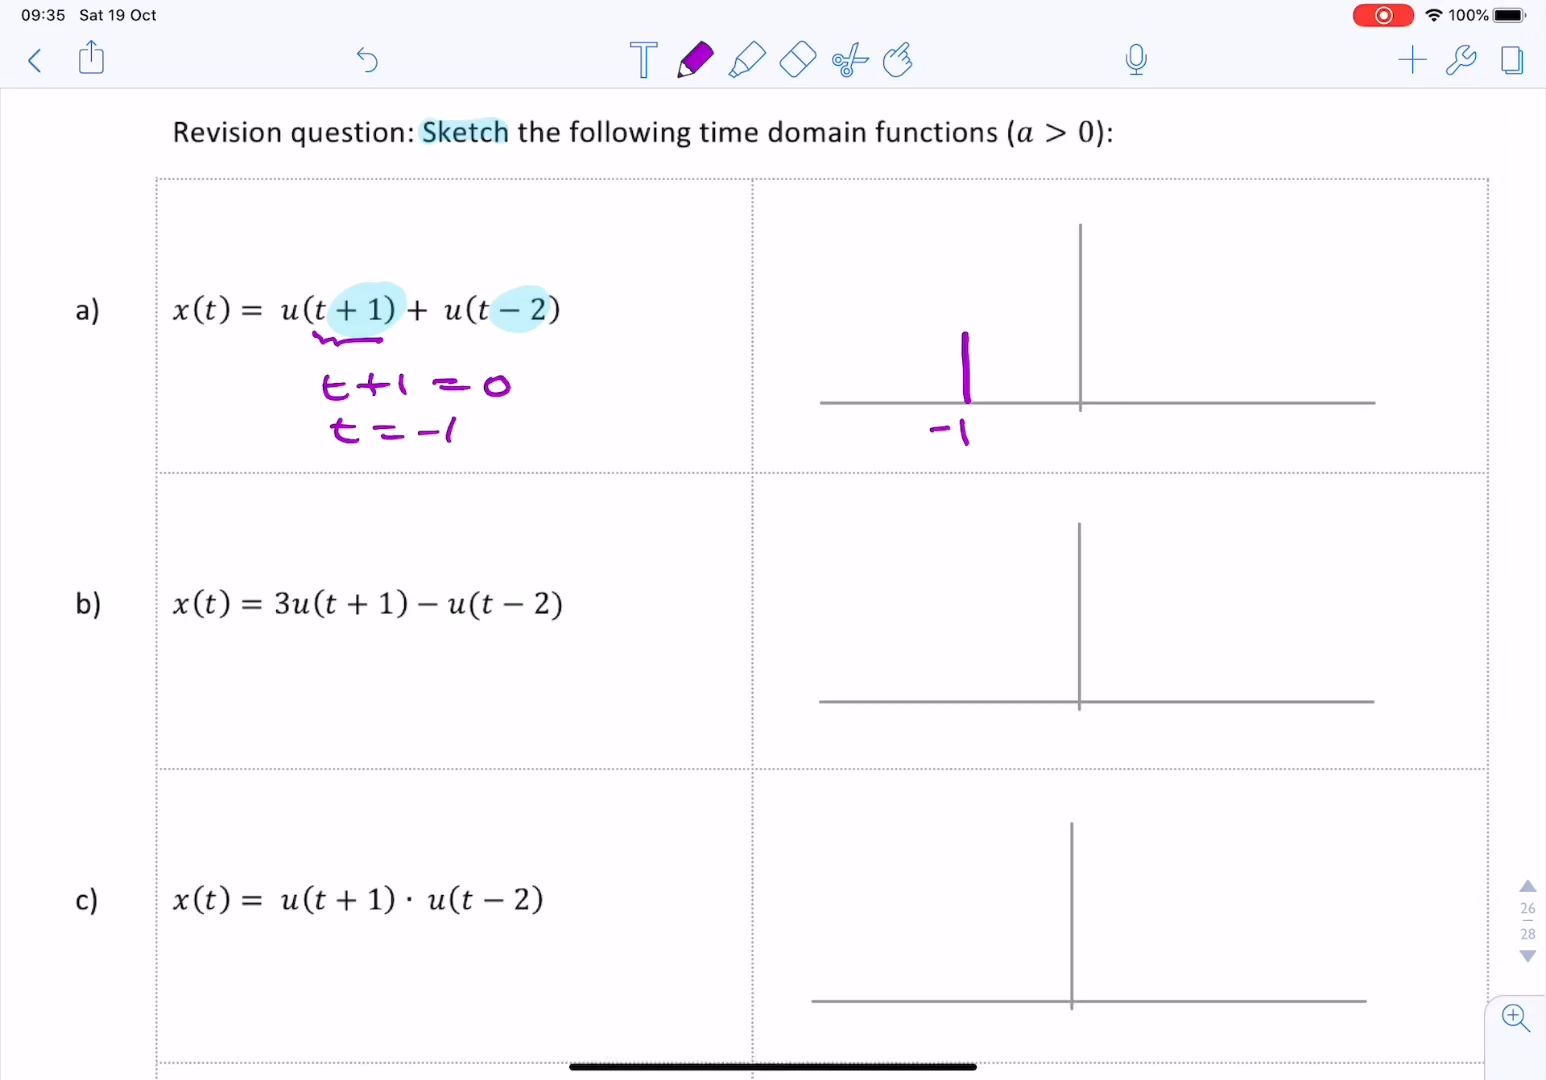 09:35 Sat 19 Oct
100%
T
Revision question: Sketch the following time domain functions (a > 0):
a) x(t) = u(t + 1) + u(t − 2)
t+1 = 0
t = -1
-1
b) x(t) = 3u(t + 1) − u(t − 2)
c) x(t) = u(t + 1) · u(t − 2)
26
28